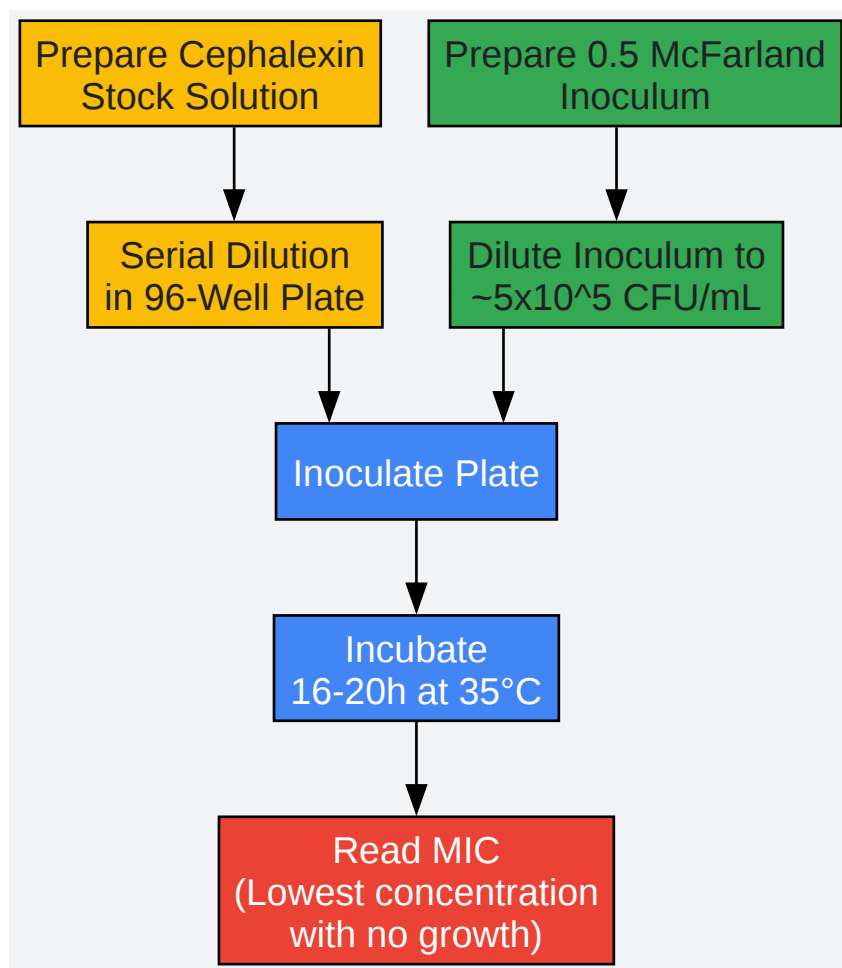 Prepare Cephalexin
Stock Solution
Prepare 0.5 McFarland
Inoculum
Serial Dilution
in 96-Well Plate
Dilute Inoculum to
~5x10^5 CFU/mL
Inoculate Plate
Incubate
16-20h at 35°C
Read MIC
(Lowest concentration
with no growth)